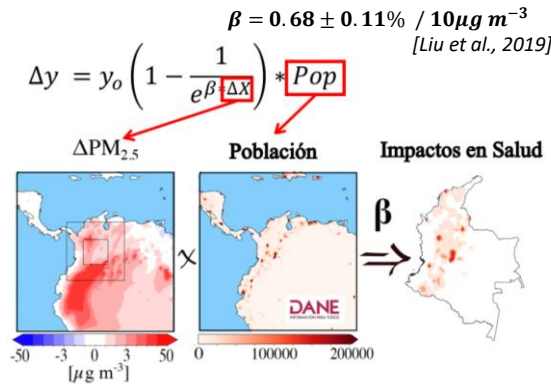 β = 0.68 ± 0.11% / 10μg m⁻³
[Liu et al., 2019]
Δy = yₒ (1 − 1 / e^(β*ΔX)) * Pop
ΔPM₂.₅
Población
Impactos en Salud
x
β
⇒
DANE
INFORMACIÓN PARA TODOS
-50 -3 0 3 50
[μg m⁻³]
0 100000 200000